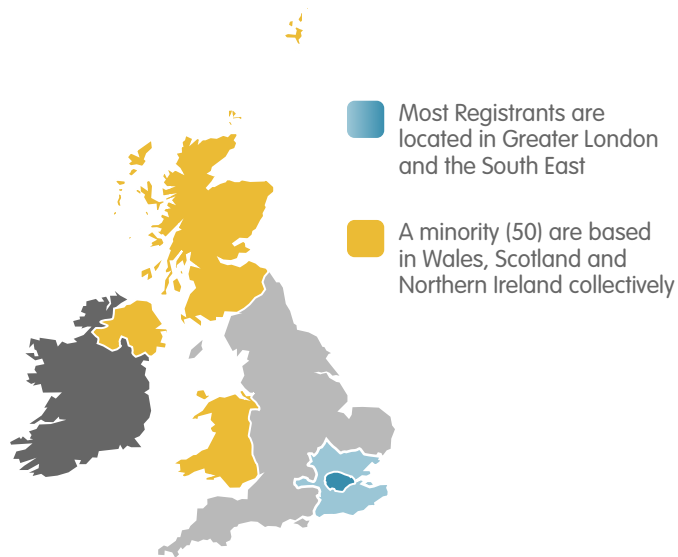 Most Registrants are
located in Greater London
and the South East
A minority (50) are based
in Wales, Scotland and
Northern Ireland collectively